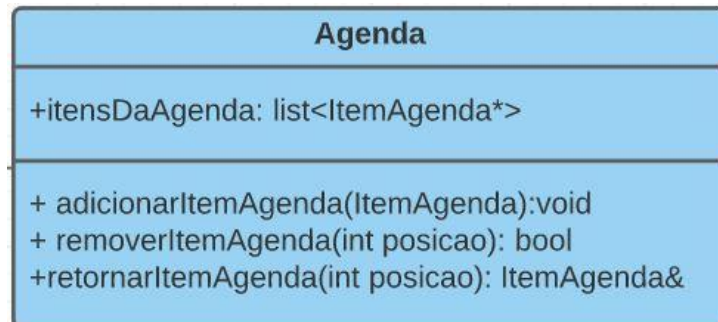 Agenda
+itensDaAgenda: list<ItemAgenda*>
+ adicionarItemAgenda(ItemAgenda):void
+ removerItemAgenda(int posicao): bool
+retornarItemAgenda(int posicao): ItemAgenda&